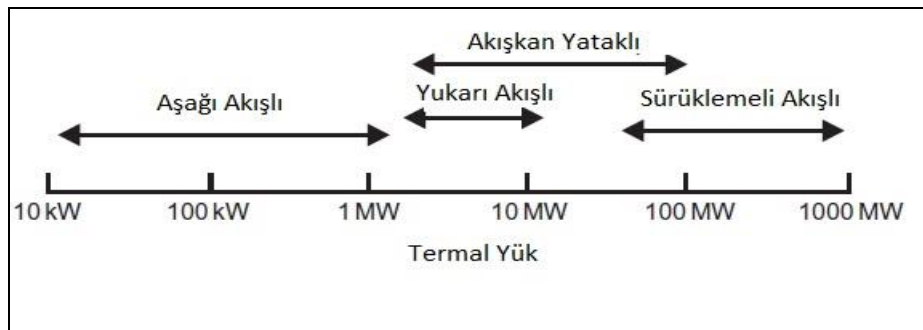 Akışkan Yataklı
Aşağı Akışlı
Yukarı Akışlı
Sürüklemeli Akışlı
10 kW 100 kW 1 MW 10 MW 100 MW 1000 MW
Termal Yük